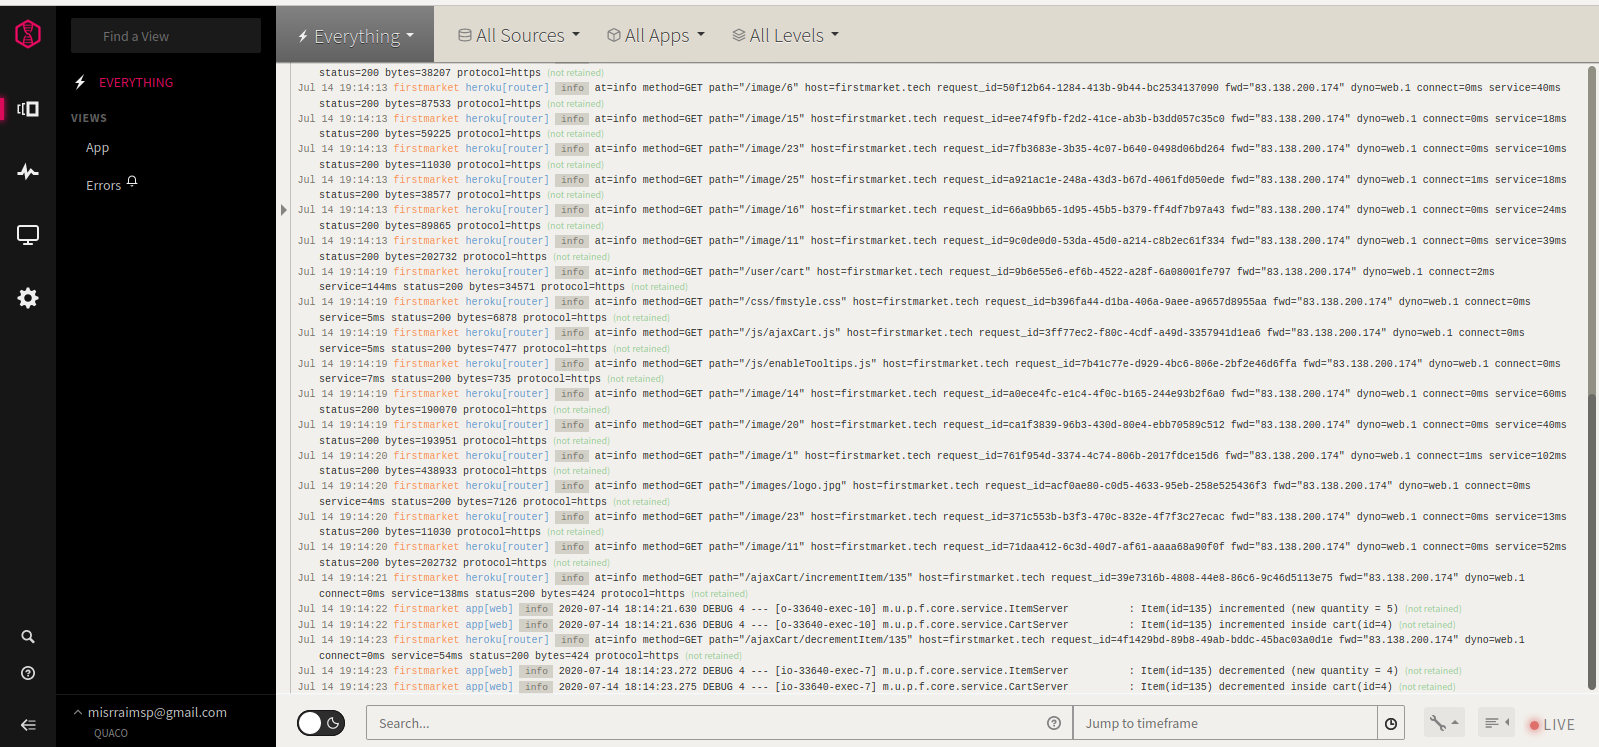 Find a View
EVERYTHING
VIEWS
App
Errors
misrraimsp@gmail.com
QUACO
Everything
All Sources
All Apps
All Levels
status=200 bytes=38207 protocol=https (not retained)
Jul 14 19:14:13 firstmarket heroku[router] info at=info method=GET path="/image/6" host=firstmarket.tech request_id=50f12b64-1284-413b-9b44-bc2534137090 fwd="83.138.200.174" dyno=web.1 connect=0ms service=40ms
status=200 bytes=87533 protocol=https (not retained)
Jul 14 19:14:13 firstmarket heroku[router] info at=info method=GET path="/image/15" host=firstmarket.tech request_id=ee74f9fb-f2d2-41ce-ab3b-b3dd057c35c0 fwd="83.138.200.174" dyno=web.1 connect=0ms service=18ms
status=200 bytes=59225 protocol=https (not retained)
Jul 14 19:14:13 firstmarket heroku[router] info at=info method=GET path="/image/23" host=firstmarket.tech request_id=7fb3683e-3b35-4c07-b640-0498d06bd264 fwd="83.138.200.174" dyno=web.1 connect=0ms service=10ms
status=200 bytes=11030 protocol=https (not retained)
Jul 14 19:14:13 firstmarket heroku[router] info at=info method=GET path="/image/25" host=firstmarket.tech request_id=a921ac1e-248a-43d3-b67d-4061fd050ede fwd="83.138.200.174" dyno=web.1 connect=1ms service=18ms
status=200 bytes=38577 protocol=https (not retained)
Jul 14 19:14:13 firstmarket heroku[router] info at=info method=GET path="/image/16" host=firstmarket.tech request_id=66a9bb65-1d95-45b5-b379-ff4df7b97a43 fwd="83.138.200.174" dyno=web.1 connect=0ms service=24ms
status=200 bytes=89865 protocol=https (not retained)
Jul 14 19:14:13 firstmarket heroku[router] info at=info method=GET path="/image/11" host=firstmarket.tech request_id=9c0de0d0-53da-45d0-a214-c8b2ec61f334 fwd="83.138.200.174" dyno=web.1 connect=0ms service=39ms
status=200 bytes=202732 protocol=https (not retained)
Jul 14 19:14:19 firstmarket heroku[router] info at=info method=GET path="/user/cart" host=firstmarket.tech request_id=9b6e55e6-ef6b-4522-a28f-6a08001fe797 fwd="83.138.200.174" dyno=web.1 connect=2ms
service=144ms status=200 bytes=34571 protocol=https (not retained)
Jul 14 19:14:19 firstmarket heroku[router] info at=info method=GET path="/css/fmstyle.css" host=firstmarket.tech request_id=b396fa44-d1ba-406a-9aee-a9657d8955aa fwd="83.138.200.174" dyno=web.1 connect=0ms
service=5ms status=200 bytes=6878 protocol=https (not retained)
Jul 14 19:14:19 firstmarket heroku[router] info at=info method=GET path="/js/ajaxCart.js" host=firstmarket.tech request_id=3ff77ec2-f80c-4cdf-a49d-3357941d1ea6 fwd="83.138.200.174" dyno=web.1 connect=0ms
service=5ms status=200 bytes=7477 protocol=https (not retained)
Jul 14 19:14:19 firstmarket heroku[router] info at=info method=GET path="/js/enableTooltips.js" host=firstmarket.tech request_id=7b41c77e-d929-4bc6-806e-2bf2e46d6ffa fwd="83.138.200.174" dyno=web.1 connect=0ms
service=7ms status=200 bytes=735 protocol=https (not retained)
Jul 14 19:14:19 firstmarket heroku[router] info at=info method=GET path="/image/14" host=firstmarket.tech request_id=a0ece4fc-e1c4-4f0c-b165-244e93b2f6a0 fwd="83.138.200.174" dyno=web.1 connect=0ms service=60ms
status=200 bytes=190070 protocol=https (not retained)
Jul 14 19:14:19 firstmarket heroku[router] info at=info method=GET path="/image/20" host=firstmarket.tech request_id=ca1f3839-96b3-430d-80e4-ebb70589c512 fwd="83.138.200.174" dyno=web.1 connect=0ms service=40ms
status=200 bytes=193951 protocol=https (not retained)
Jul 14 19:14:20 firstmarket heroku[router] info at=info method=GET path="/image/1" host=firstmarket.tech request_id=761f954d-3374-4c74-806b-2017fdce15d6 fwd="83.138.200.174" dyno=web.1 connect=1ms service=102ms
status=200 bytes=438933 protocol=https (not retained)
Jul 14 19:14:20 firstmarket heroku[router] info at=info method=GET path="/images/logo.jpg" host=firstmarket.tech request_id=acf0ae80-c0d5-4633-95eb-258e525436f3 fwd="83.138.200.174" dyno=web.1 connect=0ms
service=4ms status=200 bytes=7126 protocol=https (not retained)
Jul 14 19:14:20 firstmarket heroku[router] info at=info method=GET path="/image/23" host=firstmarket.tech request_id=371c553b-b3f3-470c-832e-4f7f3c27ecac fwd="83.138.200.174" dyno=web.1 connect=0ms service=13ms
status=200 bytes=11030 protocol=https (not retained)
Jul 14 19:14:20 firstmarket heroku[router] info at=info method=GET path="/image/11" host=firstmarket.tech request_id=71daa412-6c3d-40d7-af61-aaaa68a90f0f fwd="83.138.200.174" dyno=web.1 connect=0ms service=52ms
status=200 bytes=202732 protocol=https (not retained)
Jul 14 19:14:21 firstmarket heroku[router] info at=info method=GET path="/ajaxCart/incrementItem/135" host=firstmarket.tech request_id=39e7316b-4808-44e8-86c6-9c46d5113e75 fwd="83.138.200.174" dyno=web.1
connect=0ms service=138ms status=200 bytes=424 protocol=https (not retained)
Jul 14 19:14:22 firstmarket app[web] info 2020-07-14 18:14:21.630 DEBUG 4 --- [o-33640-exec-10] m.u.p.f.core.service.ItemServer : Item(id=135) incremented (new quantity = 5) (not retained)
Jul 14 19:14:22 firstmarket app[web] info 2020-07-14 18:14:21.636 DEBUG 4 --- [o-33640-exec-10] m.u.p.f.core.service.CartServer : Item(id=135) incremented inside cart(id=4) (not retained)
Jul 14 19:14:23 firstmarket heroku[router] info at=info method=GET path="/ajaxCart/decrementItem/135" host=firstmarket.tech request_id=4f1429bd-89b8-49ab-bddc-45bac03a0d1e fwd="83.138.200.174" dyno=web.1
connect=0ms service=54ms status=200 bytes=424 protocol=https (not retained)
Jul 14 19:14:23 firstmarket app[web] info 2020-07-14 18:14:23.272 DEBUG 4 --- [io-33640-exec-7] m.u.p.f.core.service.ItemServer : Item(id=135) decremented (new quantity = 4) (not retained)
Jul 14 19:14:23 firstmarket app[web] info 2020-07-14 18:14:23.275 DEBUG 4 --- [io-33640-exec-7] m.u.p.f.core.service.CartServer : Item(id=135) decremented inside cart(id=4) (not retained)
Search...
Jump to timeframe
LIVE